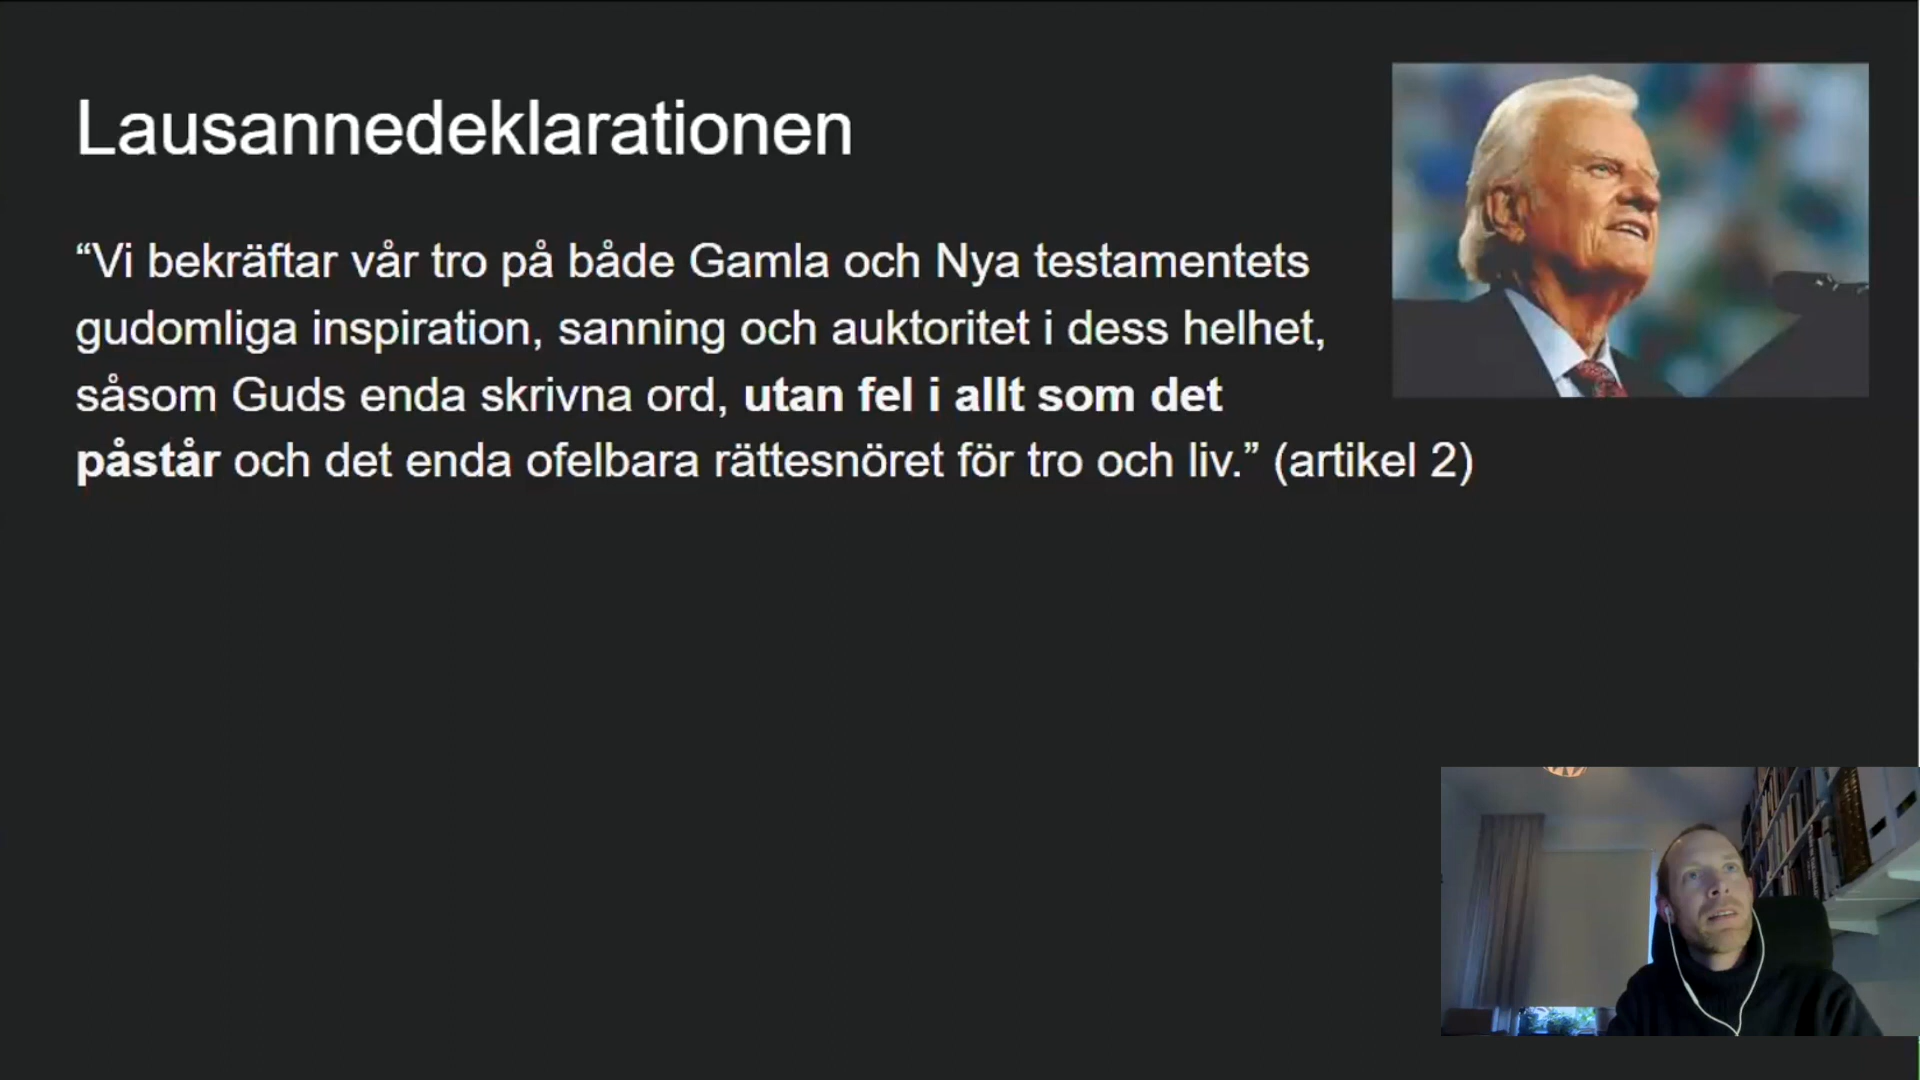 Lausannedeklarationen
“Vi bekräftar vår tro på både Gamla och Nya testamentets
gudomliga inspiration, sanning och auktoritet i dess helhet,
såsom Guds enda skrivna ord, utan fel i allt som det
påstår och det enda ofelbara rättesnöret för tro och liv.” (artikel 2)